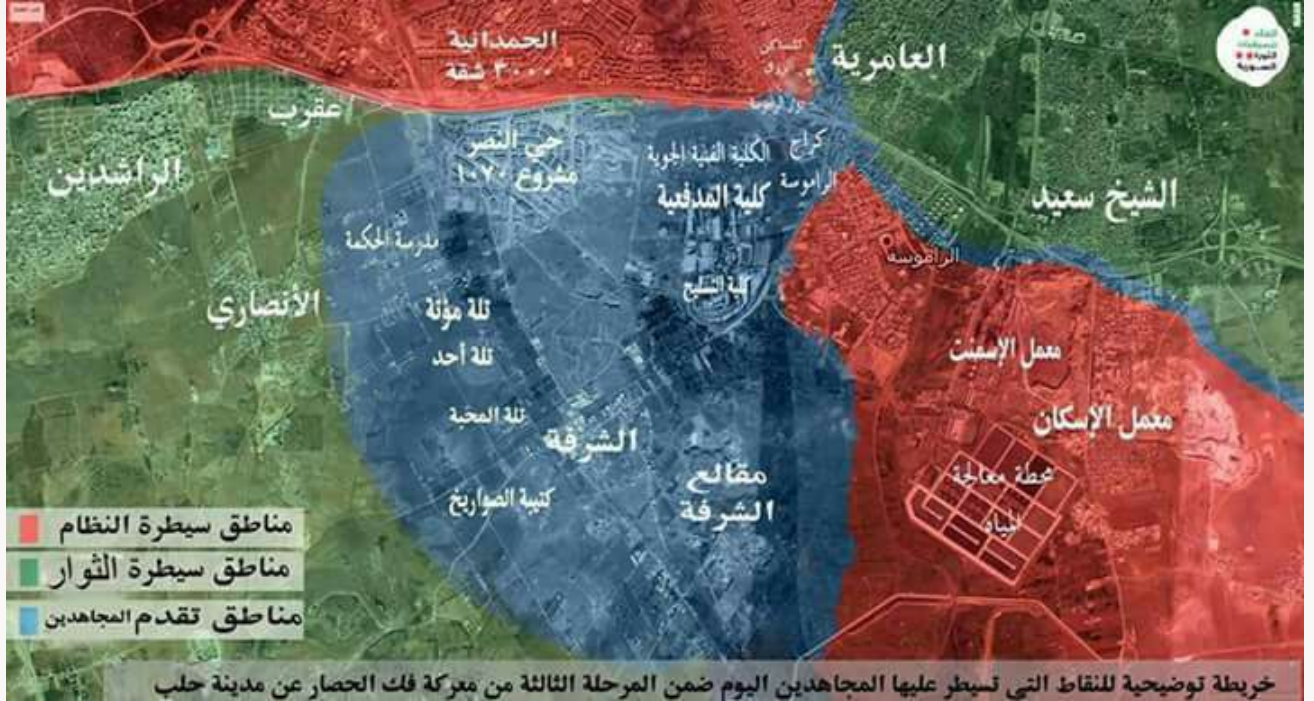 الحمدانية
٣٠٠٠ شقة
العامرية
عقرب
الراشدين
حي النصر
مشروع ١٠٧٠
الكلية الفنية الجوية
كراج
الراموسة
كلية المدفعية
الشيخ سعيد
مدرسة الحكمة
الراموسة
كلية التسليح
الأنصاري
تلة مؤتة
تلة أحد
معمل الإسمنت
تلة المحبة
الشرفة
معمل الإسكان
مقالع
الشرفة
محطة معالجة
المياه
كتيبة الصواريخ
مناطق سيطرة النظام
مناطق سيطرة الثوار
مناطق تقدم المجاهدين
خريطة توضيحية للنقاط التي تسيطر عليها المجاهدين اليوم ضمن المرحلة الثالثة من معركة فك الحصار عن مدينة حلب